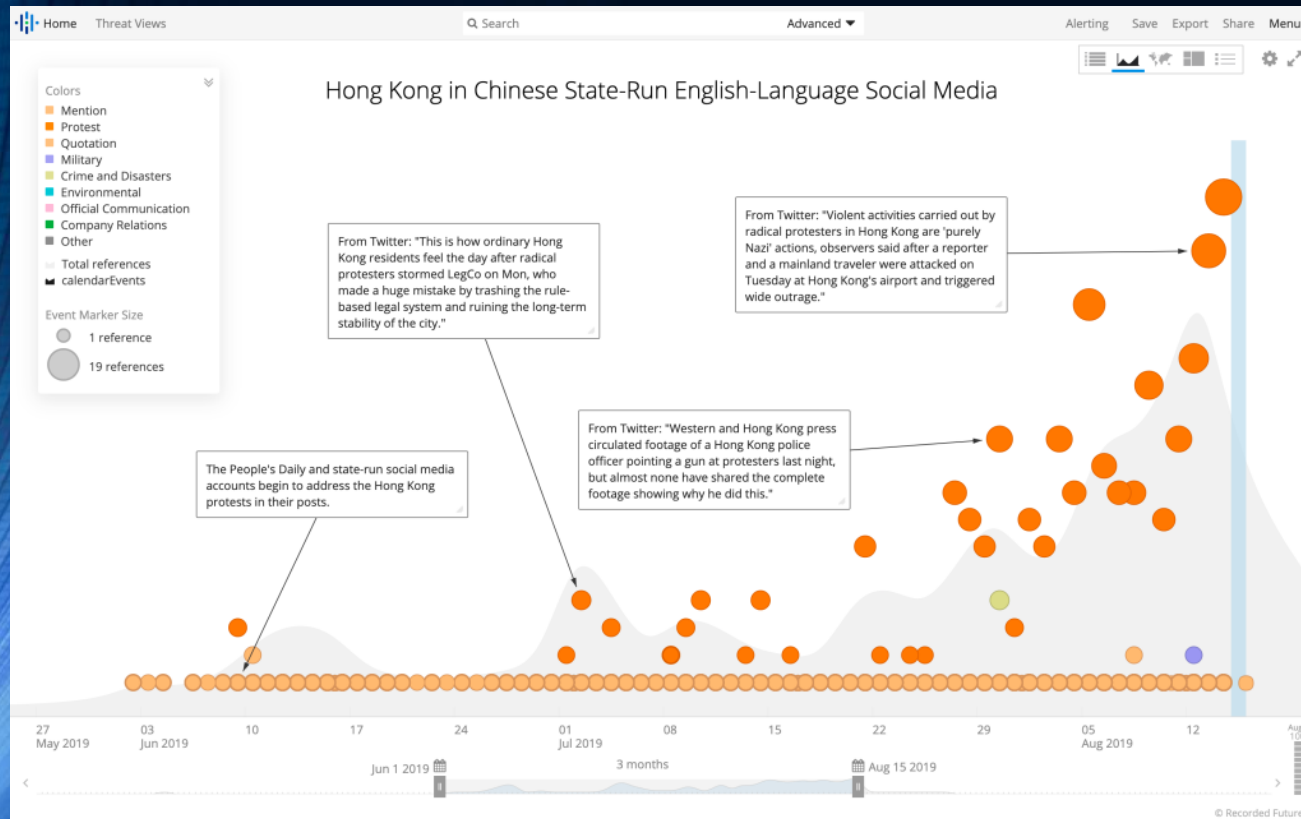 Home Threat Views Search Advanced Alerting Save Export Share Menu
Hong Kong in Chinese State-Run English-Language Social Media
Colors
Mention
Protest
Quotation
Military
Crime and Disasters
Environmental
Official Communication
Company Relations
Other
Total references
calendarEvents
Event Marker Size
1 reference
19 references
From Twitter: "This is how ordinary Hong
Kong residents feel the day after radical
protesters stormed LegCo on Mon, who
made a huge mistake by trashing the rule-
based legal system and ruining the long-term
stability of the city."
From Twitter: "Violent activities carried out by
radical protesters in Hong Kong are 'purely
Nazi' actions, observers said after a reporter
and a mainland traveler were attacked on
Tuesday at Hong Kong's airport and triggered
wide outrage."
From Twitter: "Western and Hong Kong press
circulated footage of a Hong Kong police
officer pointing a gun at protesters last night,
but almost none have shared the complete
footage showing why he did this."
The People's Daily and state-run social media
accounts begin to address the Hong Kong
protests in their posts.
27 03 10 17 24 01 08 15 22 29 05 12
May 2019 Jun 2019 Jul 2019 Aug 2019
Jun 1 2019 3 months Aug 15 2019
© Recorded Future